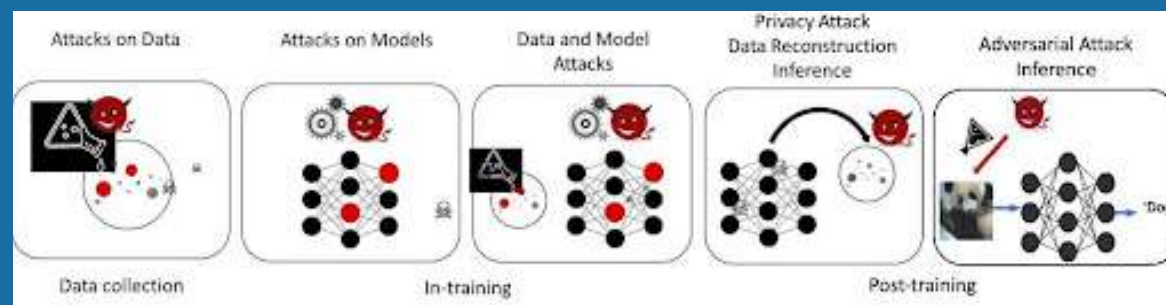 Attacks on Data
Attacks on Models
Data and Model
Attacks
Privacy Attack
Data Reconstruction
Inference
Adversarial Attack
Inference
"Doc
Data collection
In-training
Post-training